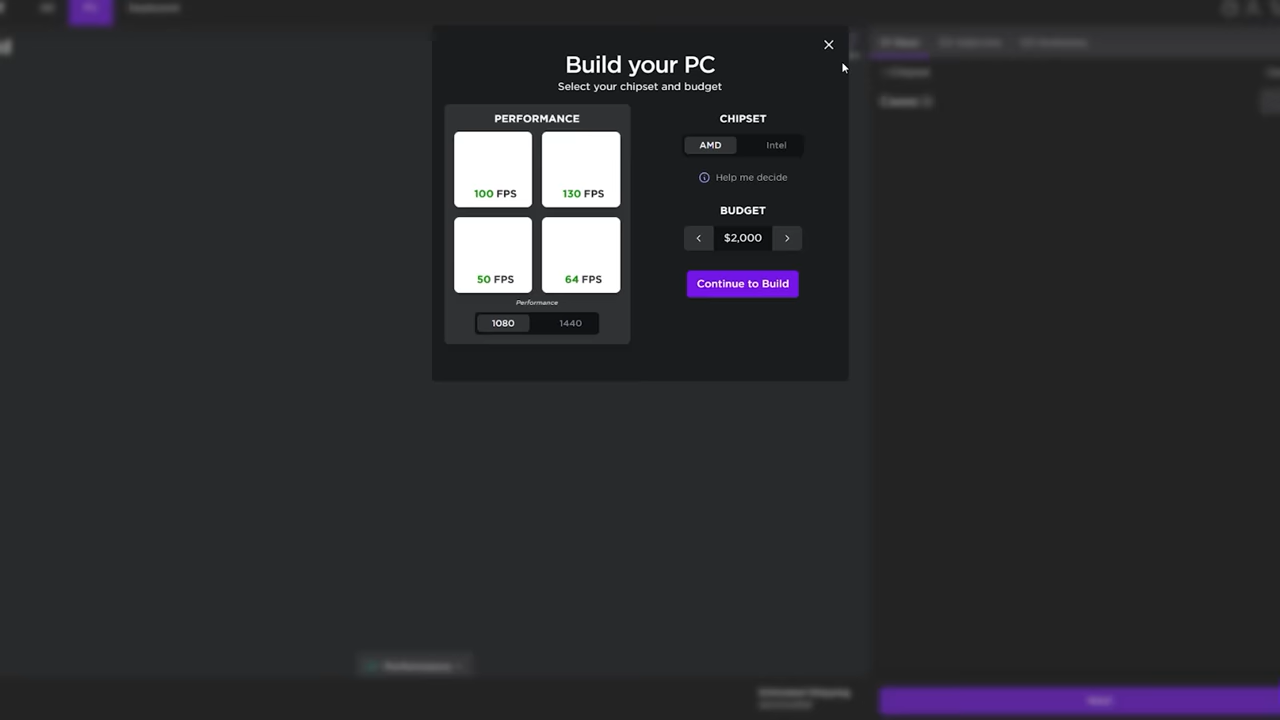 Build your PC
Select your chipset and budget
PERFORMANCE
100 FPS
130 FPS
50 FPS
64 FPS
Performance
1080
1440
CHIPSET
AMD
Intel
Help me decide
BUDGET
$2,000
Continue to Build
Performance